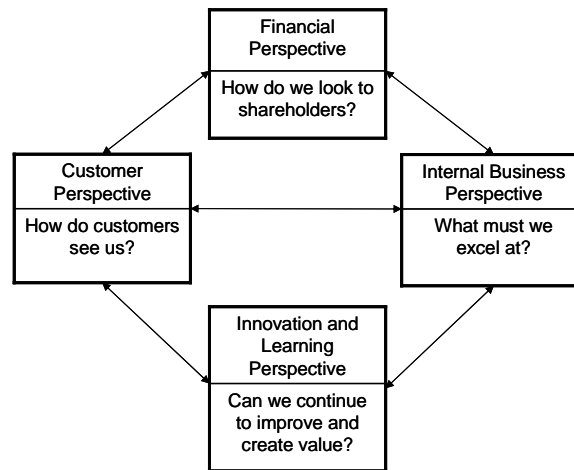 Financial
Perspective
How do we look to
shareholders?
Customer
Perspective
How do customers
see us?
Internal Business
Perspective
What must we
excel at?
Innovation and
Learning
Perspective
Can we continue
to improve and
create value?